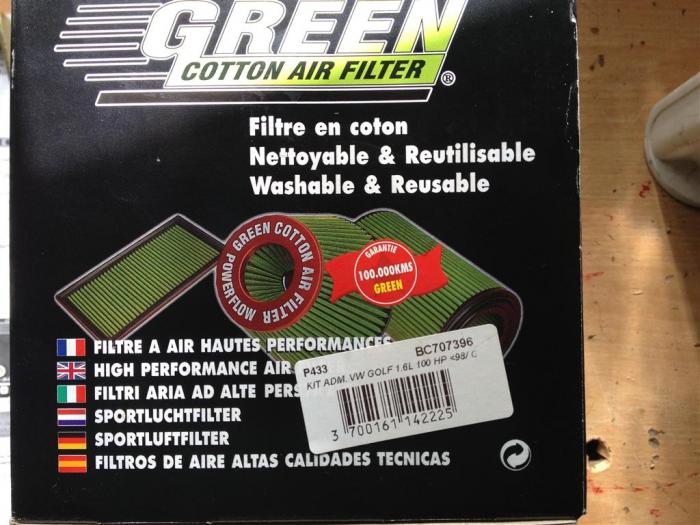 GREEN
COTTON AIR FILTER ®
Filtre en coton
Nettoyable & Reutilisable
Washable & Reusable
GREEN COTTON AIR FILTER
POWERFLOW
GARANTIE
100.000KMS
GREEN
FILTRE A AIR HAUTES PERFORMANCES
HIGH PERFORMANCE AIR
FILTRI ARIA AD ALTE PERS
SPORTLUCHTFILTER
SPORTLUFTFILTER
FILTROS DE AIRE ALTAS CALIDADES TECNICAS
P433 BC707396
KIT ADM. VW GOLF 1.6L 100 HP <98/
3 700161 142225